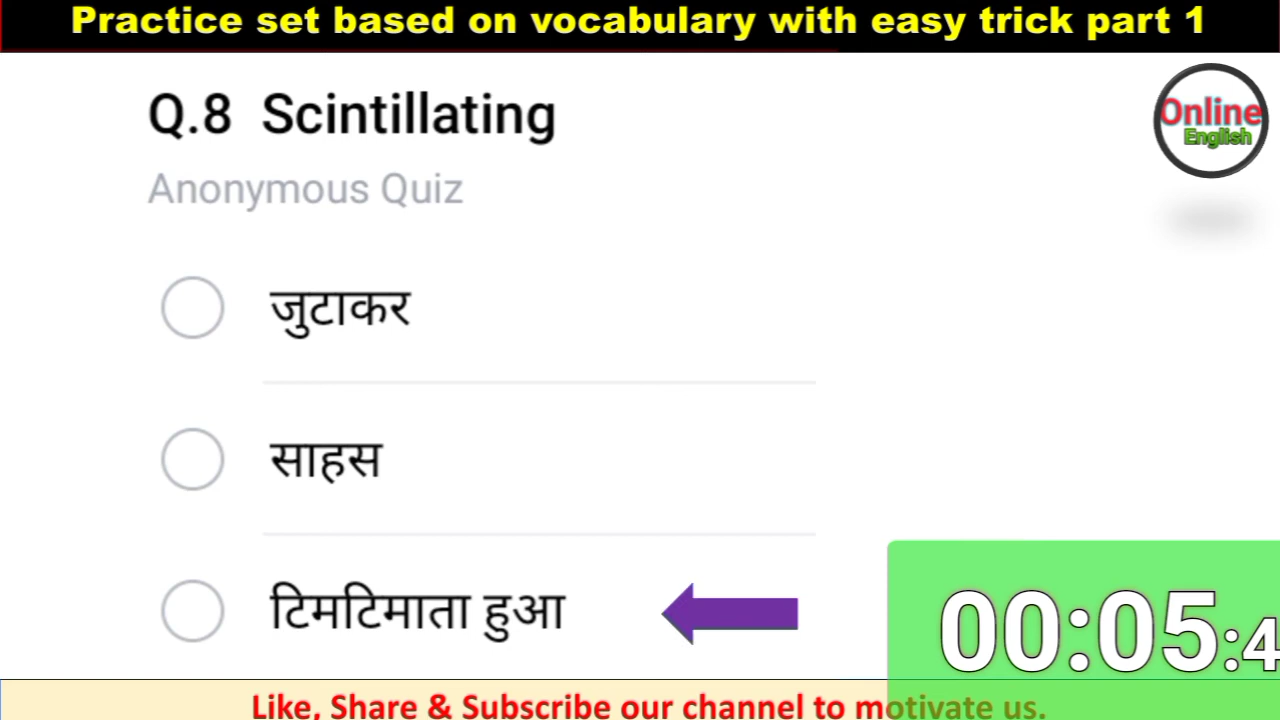 Practice set based on vocabulary with easy trick part 1
Online
English
Q.8 Scintillating
Anonymous Quiz
जुटाकर
साहस
टिमटिमाता हुआ
00:05:4
Like, Share & Subscribe our channel to motivate us.